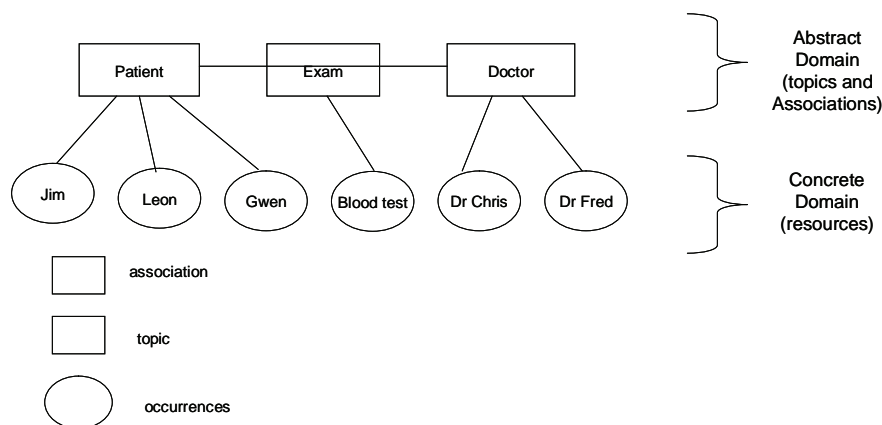 Patient
Exam
Doctor
Abstract
Domain
(topics and
Associations)
Jim
Leon
Gwen
Blood test
Dr Chris
Dr Fred
Concrete
Domain
(resources)
association
topic
occurrences